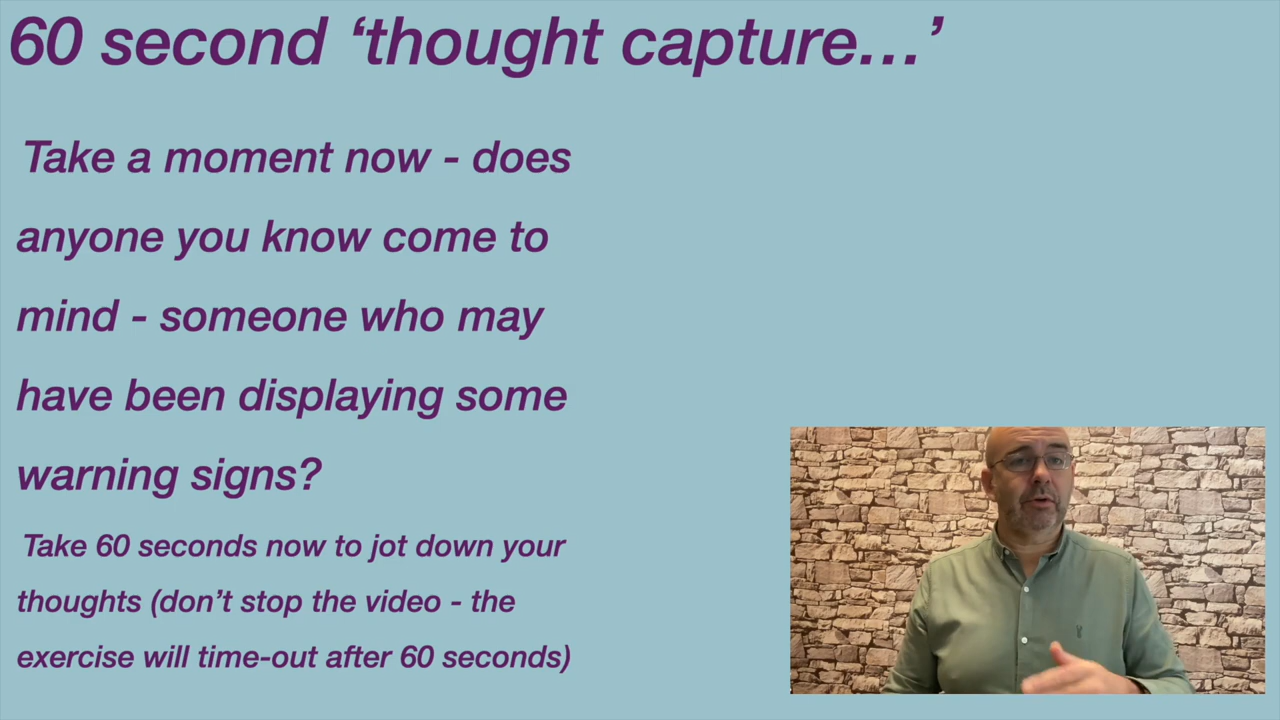 60 second ‘thought capture…’
Take a moment now - does
anyone you know come to
mind - someone who may
have been displaying some
warning signs?
Take 60 seconds now to jot down your
thoughts (don’t stop the video - the
exercise will time-out after 60 seconds)